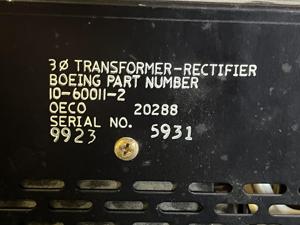 3Ø TRANSFORMER-RECTIFIER
BOEING PART NUMBER
10-60011-2
OECO 20288
SERIAL NO. 5931
9923